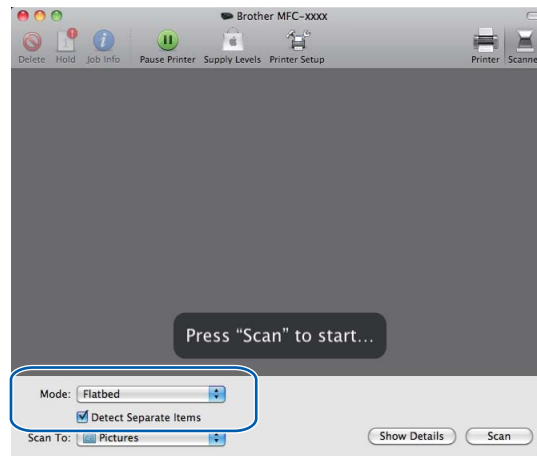 Brother MFC-xxxx
Delete Hold Job Info Pause Printer Supply Levels Printer Setup Printer
Press “Scan” to start...
Mode: Flatbed
Detect Separate Items
Scan To: Pictures Show Details Scan